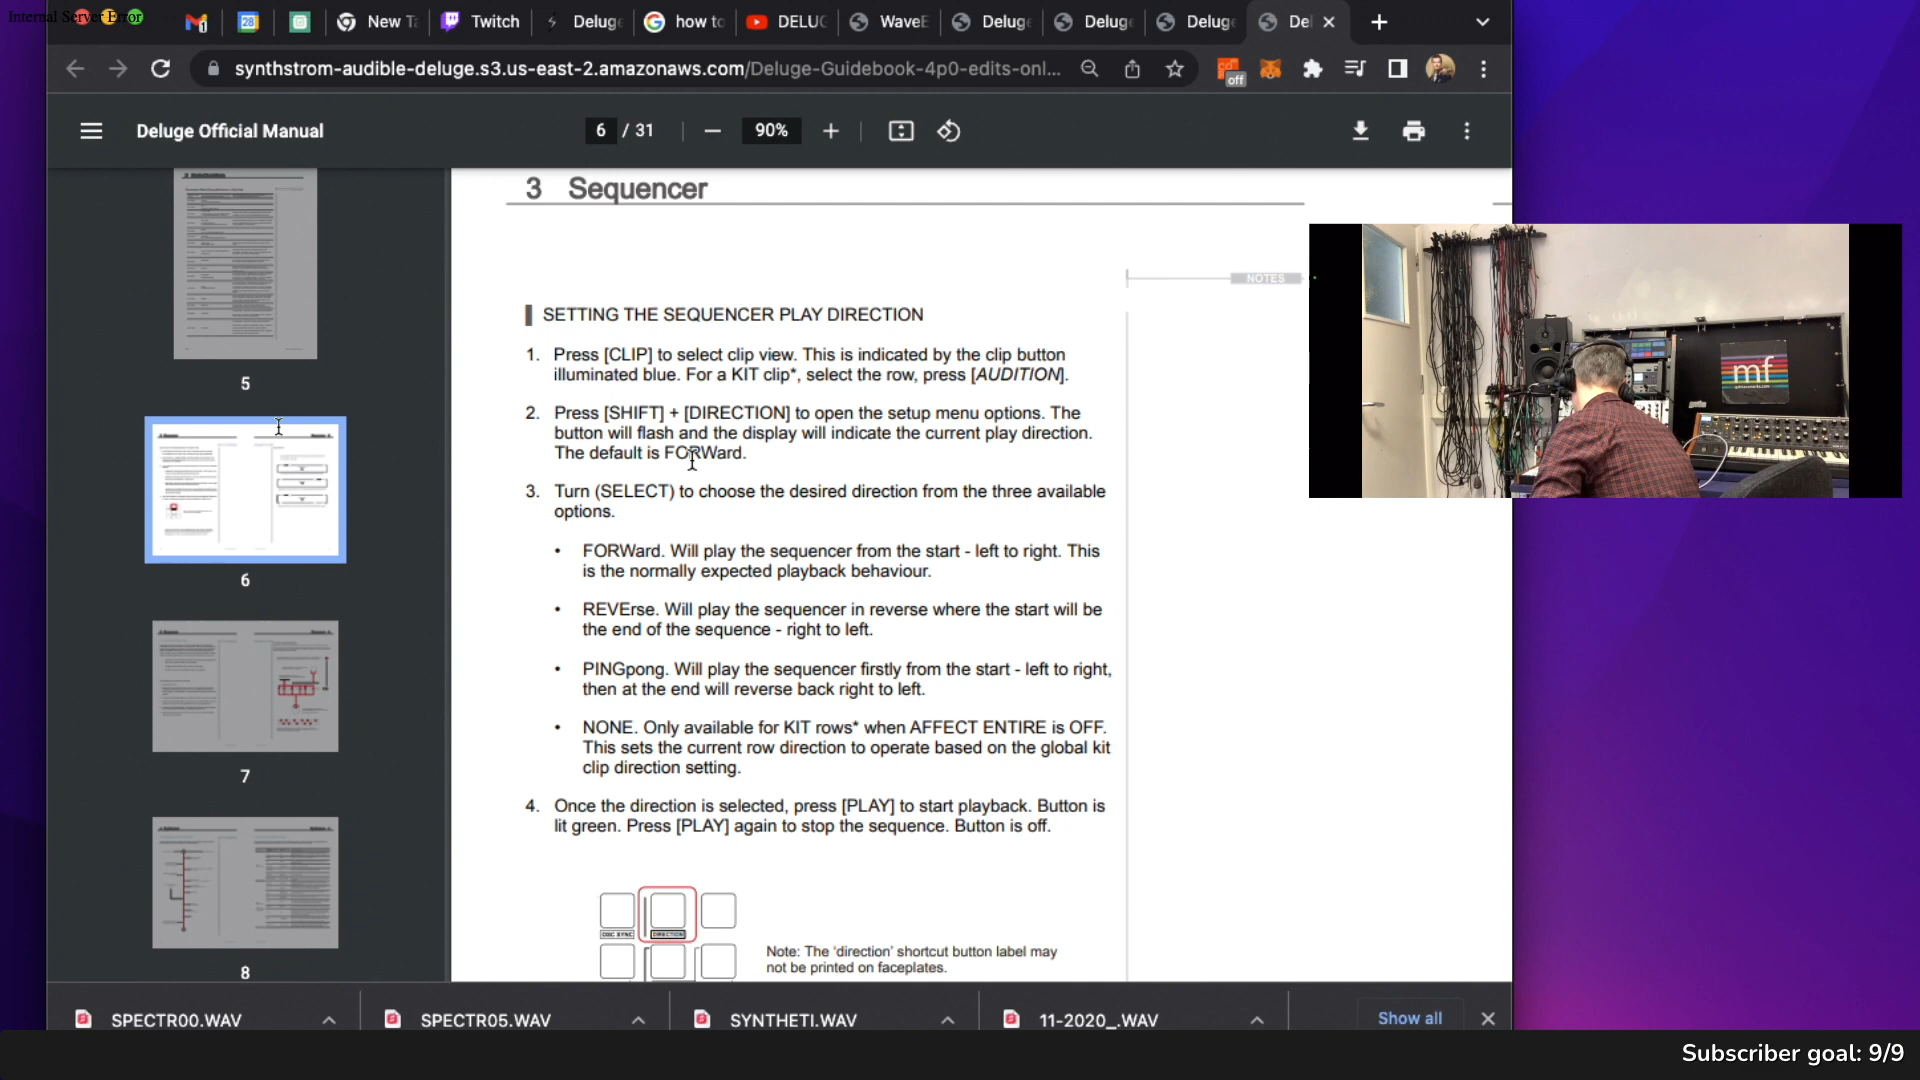 Internal Server Error
28
New Ta
Twitch
Deluge
how to
DELUG
WaveE
Deluge
Deluge
Deluge
Del
synthstrom-audible-deluge.s3.us-east-2.amazonaws.com/Deluge-Guidebook-4p0-edits-onl...
off
Deluge Official Manual
6 / 31
90%
5
6
7
8
3 Sequencer
NOTES
SETTING THE SEQUENCER PLAY DIRECTION
1. Press [CLIP] to select clip view. This is indicated by the clip button
illuminated blue. For a KIT clip*, select the row, press [AUDITION].
2. Press [SHIFT] + [DIRECTION] to open the setup menu options. The
button will flash and the display will indicate the current play direction.
The default is FORWard.
3. Turn (SELECT) to choose the desired direction from the three available
options.
• FORWard. Will play the sequencer from the start - left to right. This
is the normally expected playback behaviour.
• REVErse. Will play the sequencer in reverse where the start will be
the end of the sequence - right to left.
• PINGpong. Will play the sequencer firstly from the start - left to right,
then at the end will reverse back right to left.
• NONE. Only available for KIT rows* when AFFECT ENTIRE is OFF.
This sets the current row direction to operate based on the global kit
clip direction setting.
4. Once the direction is selected, press [PLAY] to start playback. Button is
lit green. Press [PLAY] again to stop the sequence. Button is off.
OSC SYNC
DIRECTION
Note: The 'direction' shortcut button label may
not be printed on faceplates.
mf
SPECTR00.WAV
SPECTR05.WAV
SYNTHETI.WAV
11-2020_.WAV
Show all
Subscriber goal: 9/9